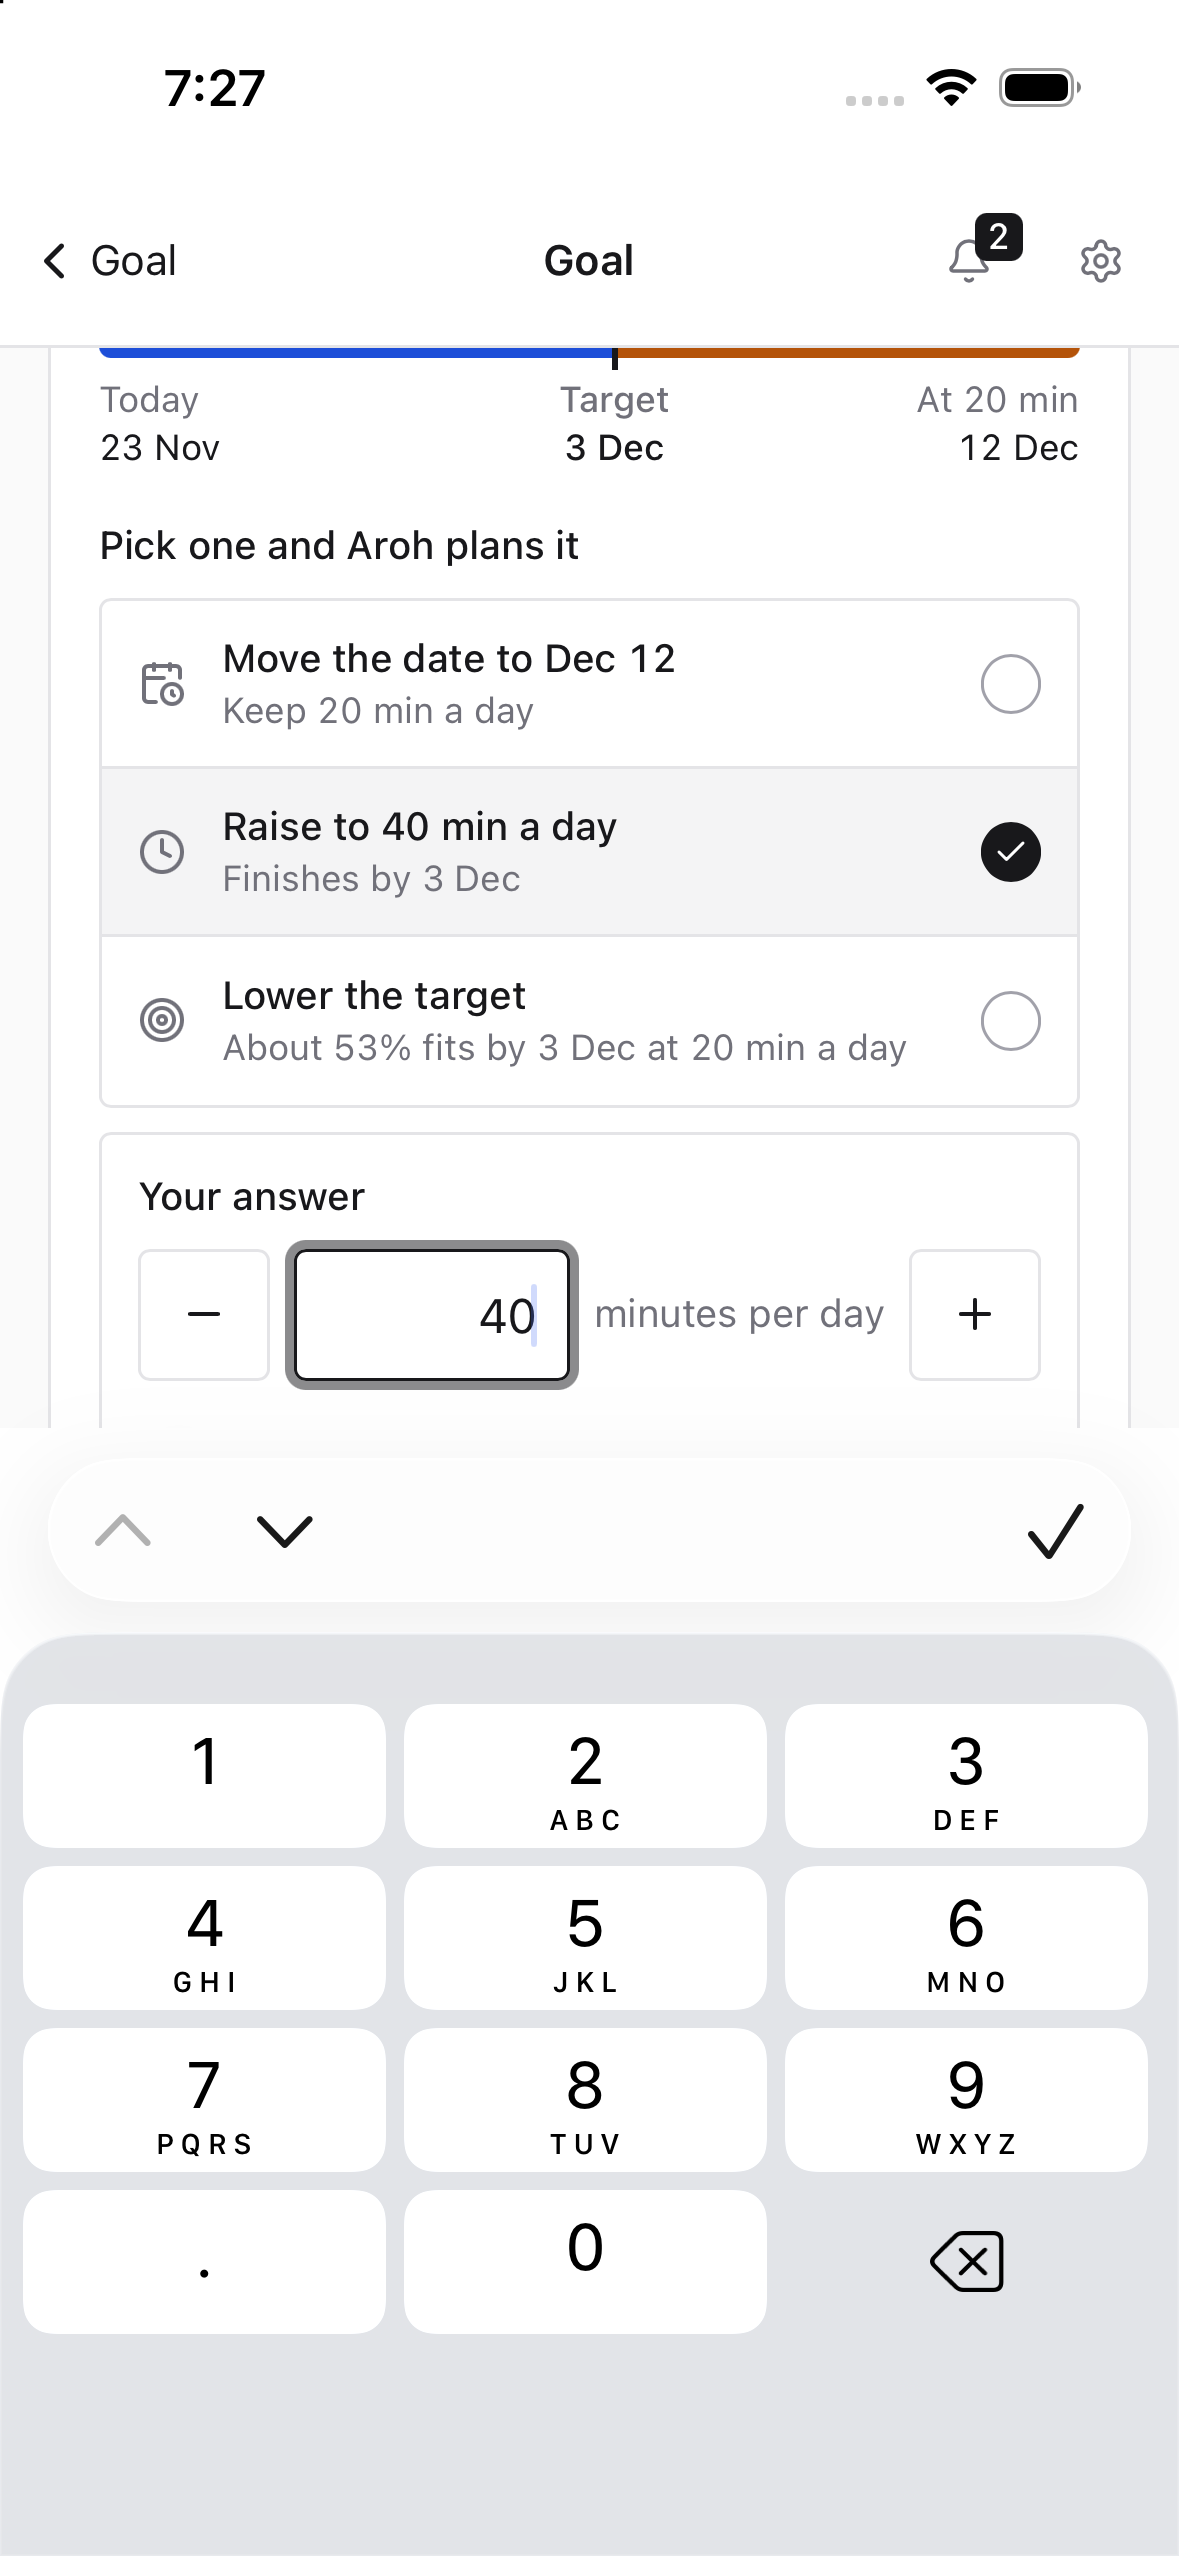 7:27
Goal
Goal
2
Today
Target
At 20 min
23 Nov
3 Dec
12 Dec
Pick one and Aroh plans it
Move the date to Dec 12
Keep 20 min a day
Raise to 40 min a day
Finishes by 3 Dec
Lower the target
About 53% fits by 3 Dec at 20 min a day
Your answer
− 40 minutes per day +
1
2
3
ABC
DEF
4
5
6
GHI
JKL
MNO
7
8
9
PQRS
TUV
WXYZ
.
0